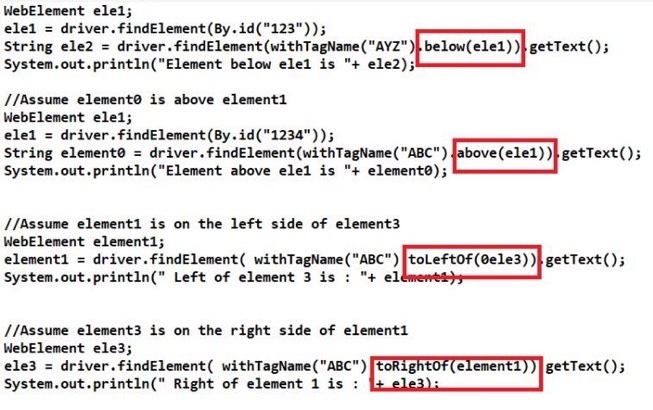 WebElement ele1;
ele1 = driver.findElement(By.id("123"));
String ele2 = driver.findElement(withTagName("AYZ").below(ele1)).getText();
System.out.println("Element below ele1 is "+ ele2);
//Assume element0 is above element1
WebElement ele1;
ele1 = driver.findElement(By.id("1234"));
String element0 = driver.findElement(withTagName("ABC").above(ele1)).getText();
System.out.println("Element above ele1 is "+ element0);
//Assume element1 is on the left side of element3
WebElement element1;
element1 = driver.findElement( withTagName("ABC") toLeftOf(0ele3)).getText();
System.out.println(" Left of element 3 is : "+ element1);
//Assume element3 is on the right side of element1
WebElement ele3;
ele3 = driver.findElement( withTagName("ABC") toRightOf(element1)) getText();
System.out.println(" Right of element 1 is : "+ ele3);